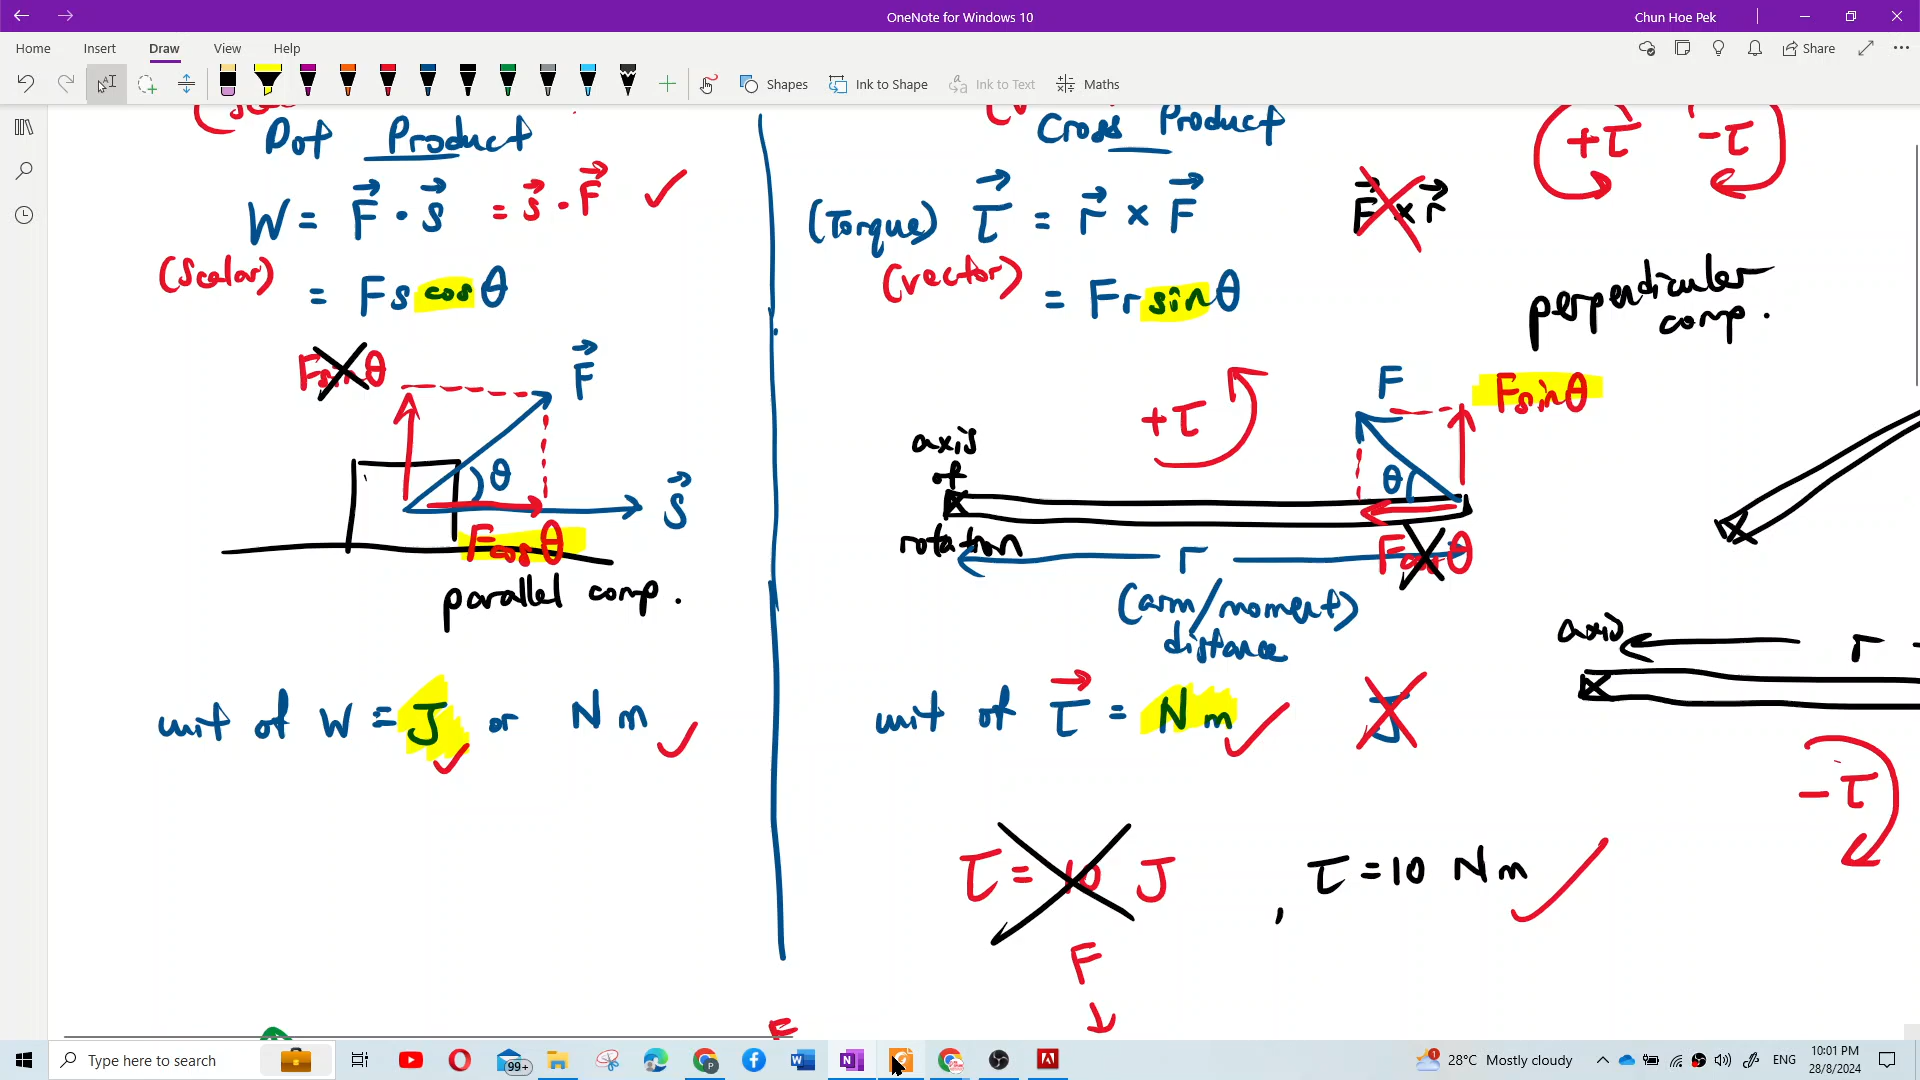 OneNote for Windows 10
Chun Hoe Pek
Home Insert Draw View Help
Share
Shapes Ink to Shape Ink to Text Maths
Dot Product
W = F · s = s · F ✓
(scalar)
= Fs cos θ
F sin θ
F
θ
s
F cos θ
parallel comp.
unit of W = J or N m
Cross Product
(Torque) τ = r × F
F × r
(vector)
= Fr sin θ
+τ
-τ
perpendicular
comp.
axis
of
rotation
+τ
F
F sin θ
θ
r
F cos θ
(arm/moment)
distance
unit of τ = N m
J
axis
r
-τ
τ = 10 J , τ = 10 N m
F
F
Type here to search
99+
28°C Mostly cloudy
ENG
10:01 PM
28/8/2024